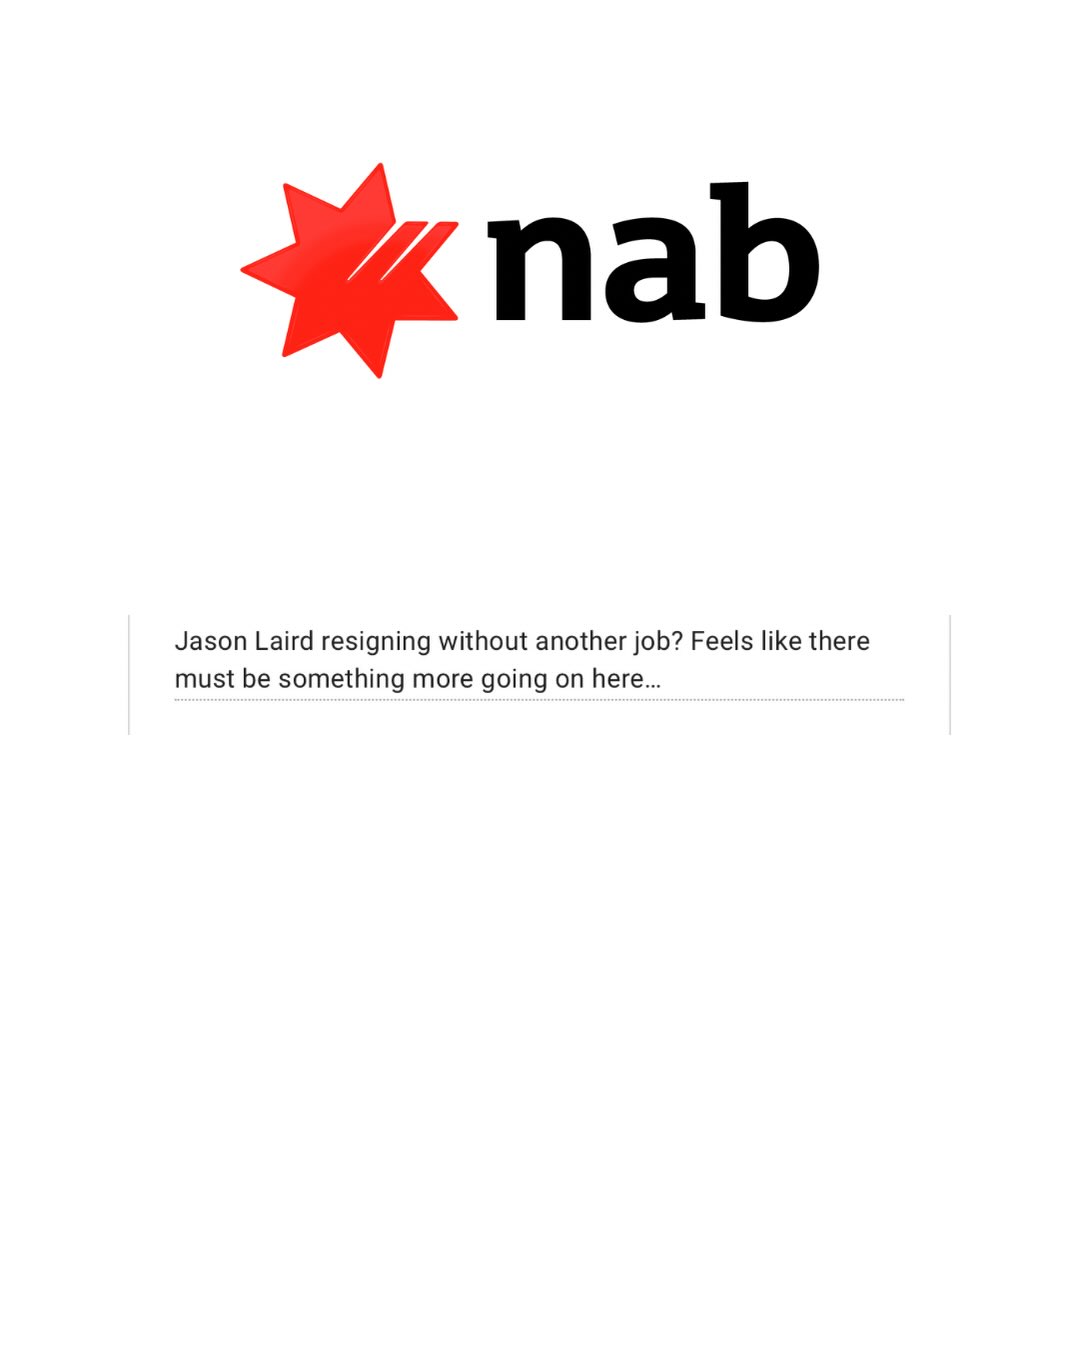 nab
Jason Laird resigning without another job? Feels like there
must be something more going on here…